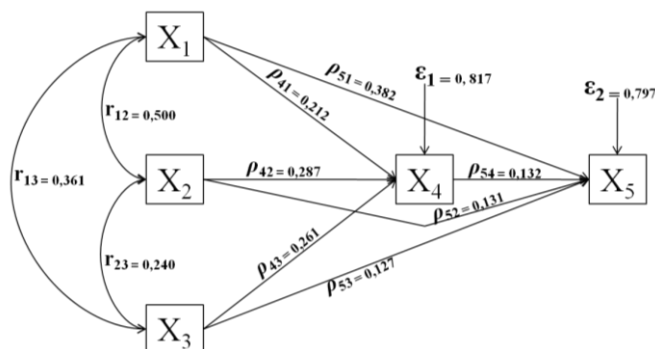 X₁
ρ₅₁ = 0,382
ε₁ = 0,817
ε₂ = 0,797
ρ₄₁ = 0,212
r₁₂ = 0,500
r₁₃ = 0,361
X₂
ρ₄₂ = 0,287
X₄
ρ₅₄ = 0,132
X₅
ρ₅₂ = 0,131
r₂₃ = 0,240
ρ₄₃ = 0,261
ρ₅₃ = 0,127
X₃